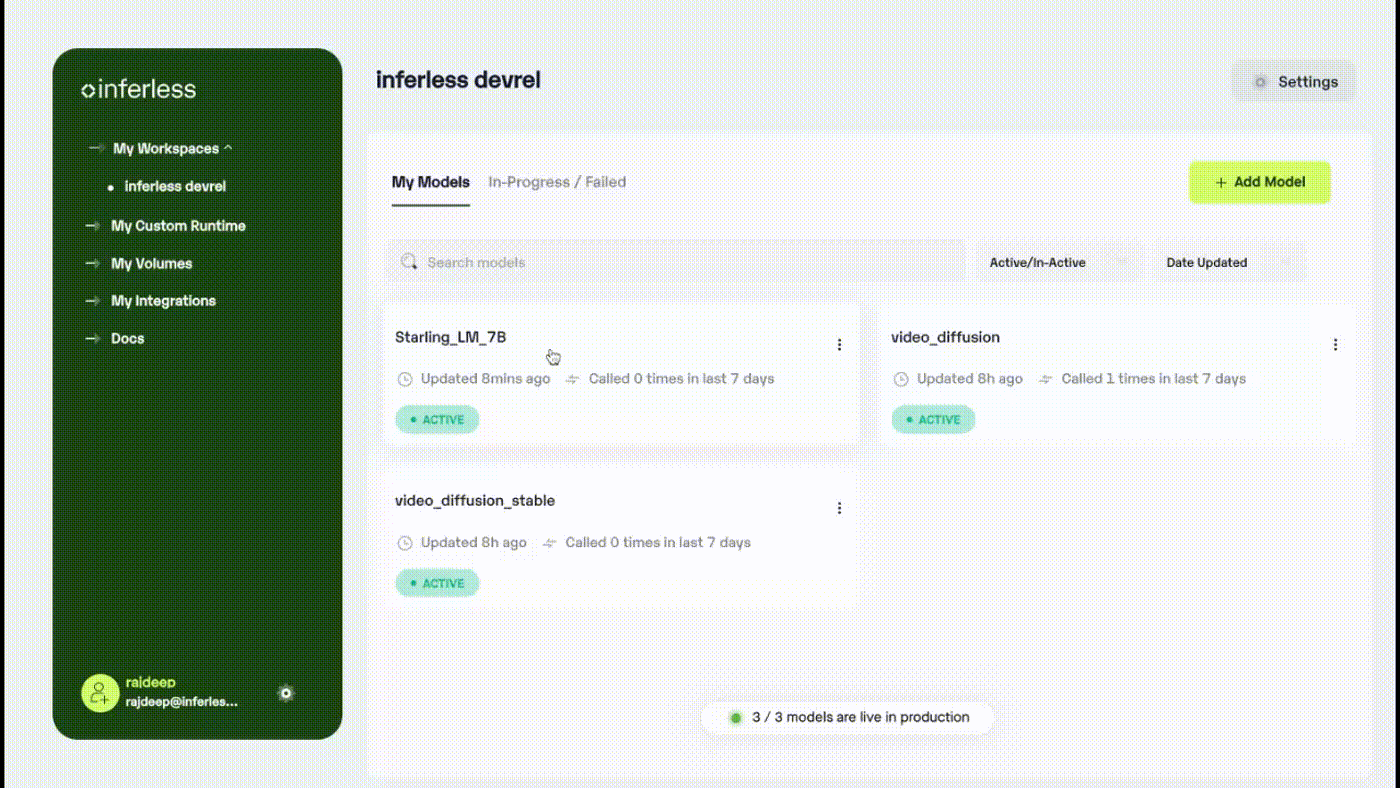 inferless
My Workspaces
inferless devrel
My Custom Runtime
My Volumes
My Integrations
Docs
rajdeep
rajdeep@inferles...
inferless devrel
Settings
My Models In-Progress / Failed
+ Add Model
Search models
Active/In-Active
Date Updated
Starling_LM_7B
Updated 8mins ago Called 0 times in last 7 days
ACTIVE
video_diffusion
Updated 8h ago Called 1 times in last 7 days
ACTIVE
video_diffusion_stable
Updated 8h ago Called 0 times in last 7 days
ACTIVE
3 / 3 models are live in production